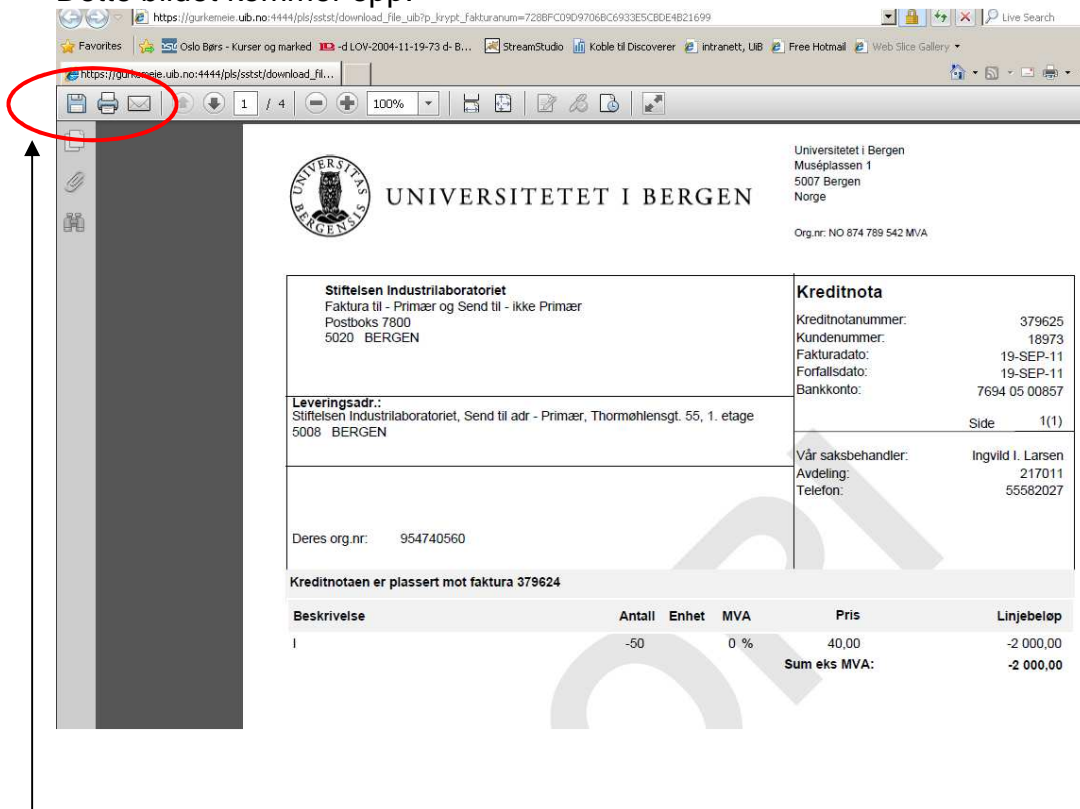 Dette bildet kommer opp:
https://gurkemeie.uib.no:4444/pls/sstst/download_file_uib?p_krypt_fakturanum=728BFC09D9706BC6933E5CBDE4B21699
Live Search
Favorites Oslo Børs - Kurser og marked -d LOV-2004-11-19-73 d- B... StreamStudio Koble til Discoverer intranett, UiB Free Hotmail Web Slice Gallery
https://gurkemeie.uib.no:4444/pls/sstst/download_fil...
1 / 4 100%
UNIVERSITAS BERGENSIS
UNIVERSITETET I BERGEN
Universitetet i Bergen
Muséplassen 1
5007 Bergen
Norge
Org.nr: NO 874 789 542 MVA
Stiftelsen Industrilaboratoriet
Faktura til - Primær og Send til - ikke Primær
Postboks 7800
5020 BERGEN
Kreditnota
Kreditnotanummer: 379625
Kundenummer: 18973
Fakturadato: 19-SEP-11
Forfallsdato: 19-SEP-11
Bankkonto: 7694 05 00857
Side 1(1)
Leveringsadr.:
Stiftelsen Industrilaboratoriet, Send til adr - Primær, Thormøhlensgt. 55, 1. etage
5008 BERGEN
Vår saksbehandler: Ingvild I. Larsen
Avdeling: 217011
Telefon: 55582027
Deres org.nr: 954740560
Kreditnotaen er plassert mot faktura 379624
Beskrivelse Antall Enhet MVA Pris Linjebeløp
I -50 0 % 40,00 -2 000,00
Sum eks MVA: -2 000,00